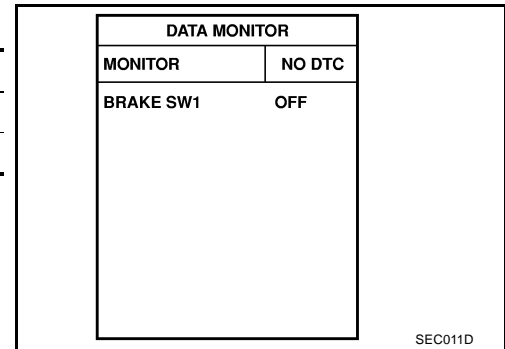 DATA MONITOR
MONITOR NO DTC
BRAKE SW1 OFF
SEC011D